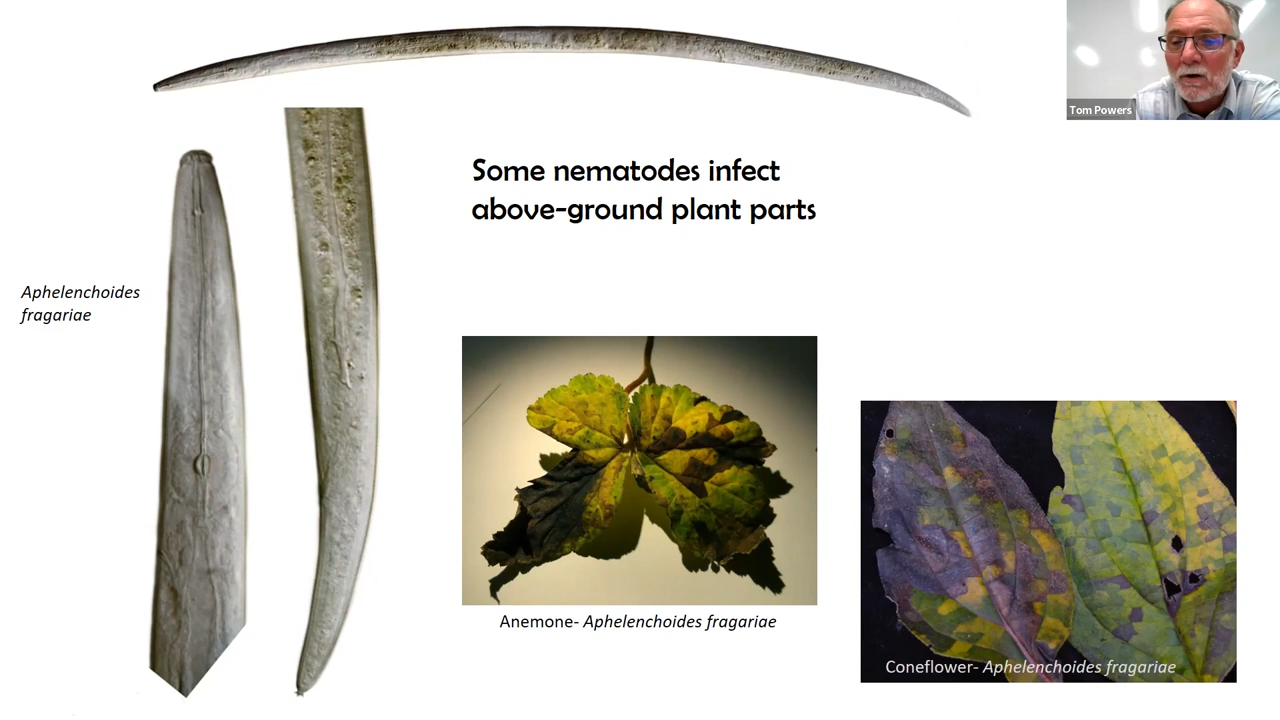 Tom Powers
Some nematodes infect
above-ground plant parts
Aphelenchoides
fragariae
Anemone- Aphelenchoides fragariae
Coneflower- Aphelenchoides fragariae